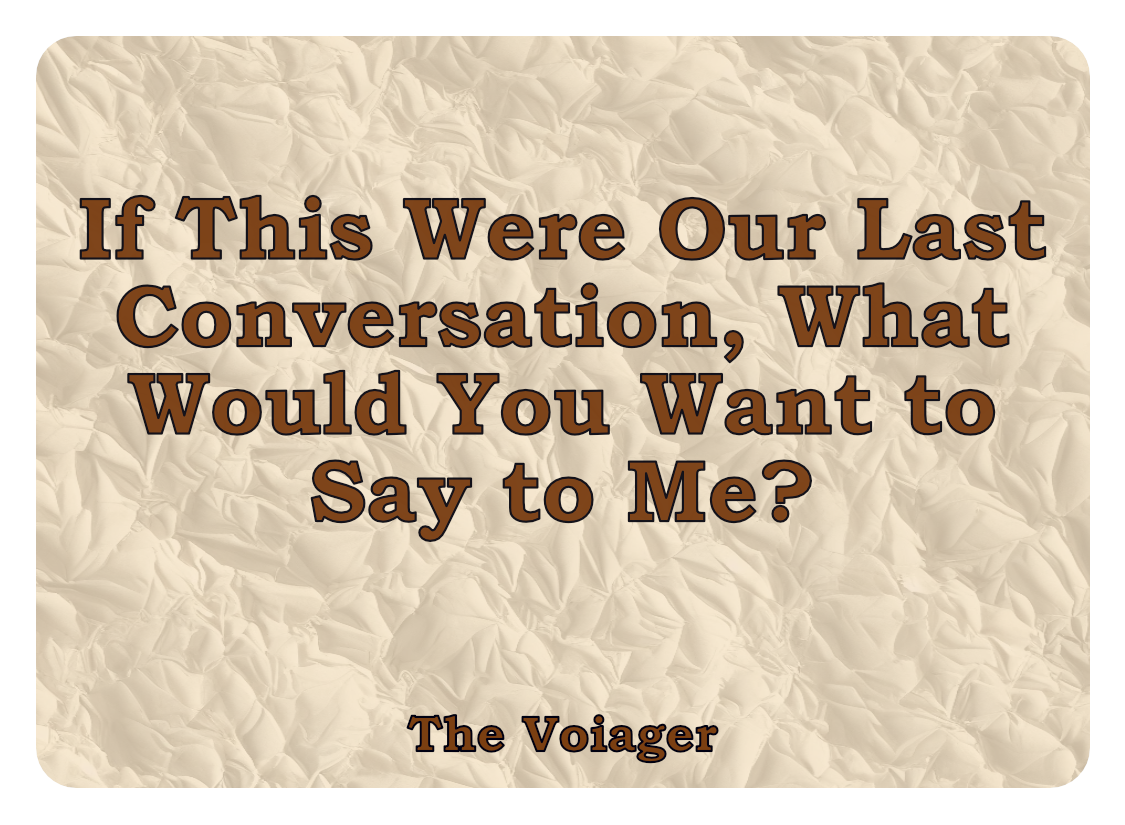 If This Were Our Last
Conversation, What
Would You Want to
Say to Me?
The Voiager